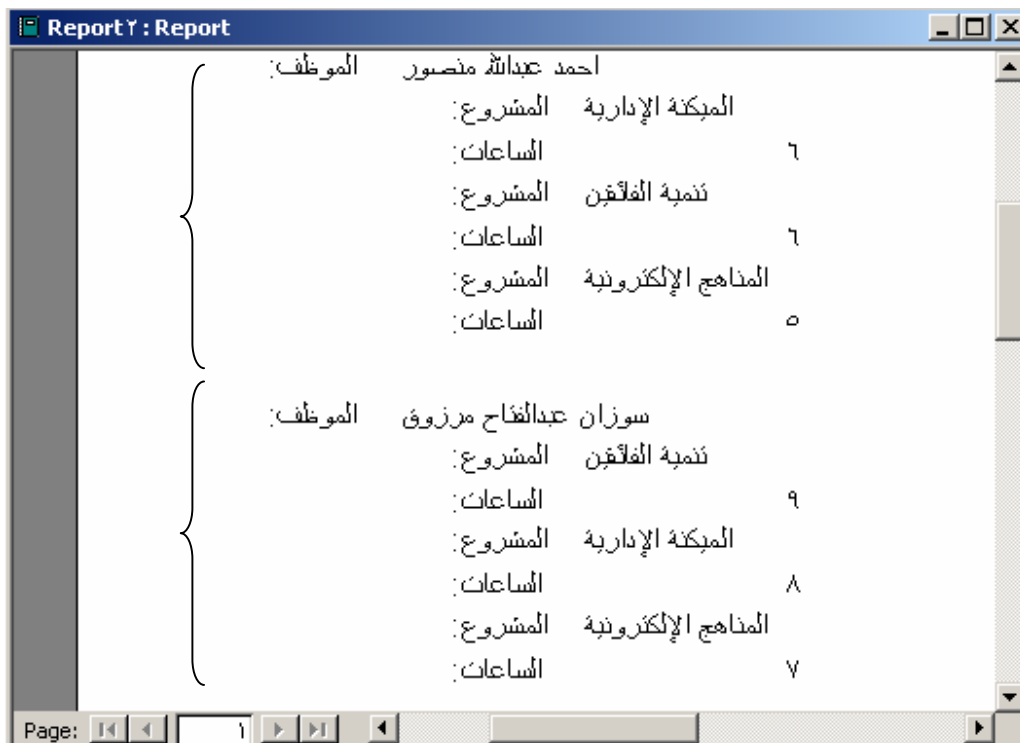 Report٢ : Report
احمد عبدالله منصور الموظف:
الميكنة الإدارية المشروع:
٦ الساعات:
تنمية الفائقين المشروع:
٦ الساعات:
المناهج الإلكترونية المشروع:
٥ الساعات:
سوزان عبدالفتاح مرزوق الموظف:
تنمية الفائقين المشروع:
٩ الساعات:
الميكنة الإدارية المشروع:
٨ الساعات:
المناهج الإلكترونية المشروع:
٧ الساعات:
Page: ١